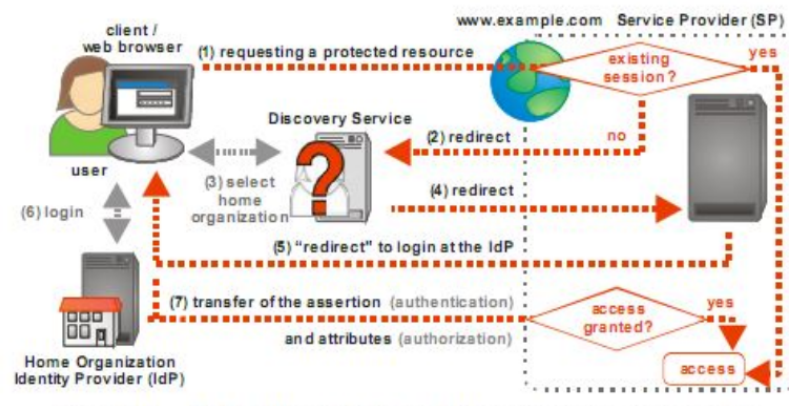 www.example.com Service Provider (SP)
client /
web browser
(1) requesting a protected resource
existing
session?
yes
Discovery Service
(2) redirect
no
user
(3) select
home
organization
(4) redirect
(6) login
(5) "redirect" to login at the IdP
(7) transfer of the assertion (authentication)
and attributes (authorization)
access
granted?
yes
access
Home Organization
Identity Provider (IdP)